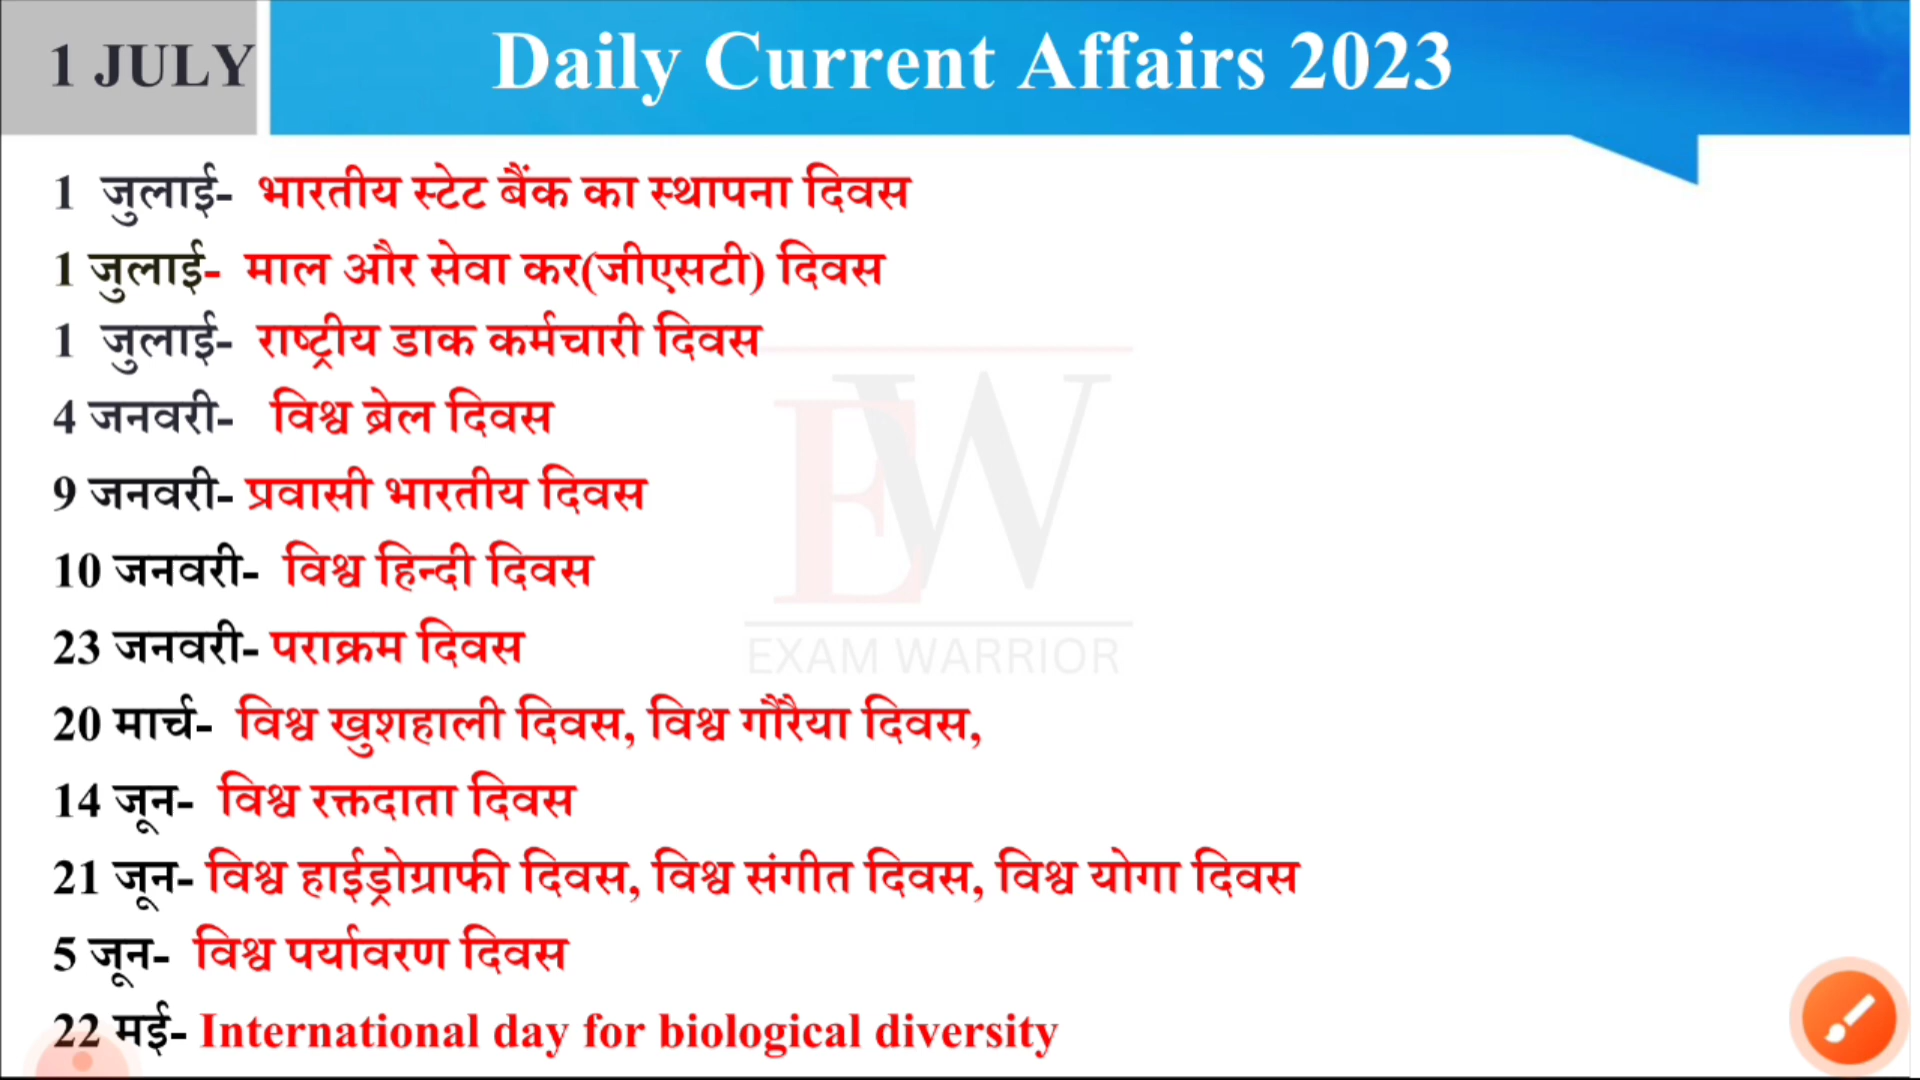 1 JULY
Daily Current Affairs 2023
1 जुलाई- भारतीय स्टेट बैंक का स्थापना दिवस
1 जुलाई- माल और सेवा कर(जीएसटी) दिवस
1 जुलाई- राष्ट्रीय डाक कर्मचारी दिवस
4 जनवरी- विश्व ब्रेल दिवस
9 जनवरी- प्रवासी भारतीय दिवस
10 जनवरी- विश्व हिन्दी दिवस
23 जनवरी- पराक्रम दिवस
20 मार्च- विश्व खुशहाली दिवस, विश्व गौरैया दिवस,
14 जून- विश्व रक्तदाता दिवस
21 जून- विश्व हाईड्रोग्राफी दिवस, विश्व संगीत दिवस, विश्व योगा दिवस
5 जून- विश्व पर्यावरण दिवस
22 मई- International day for biological diversity
EW
EXAM WARRIOR